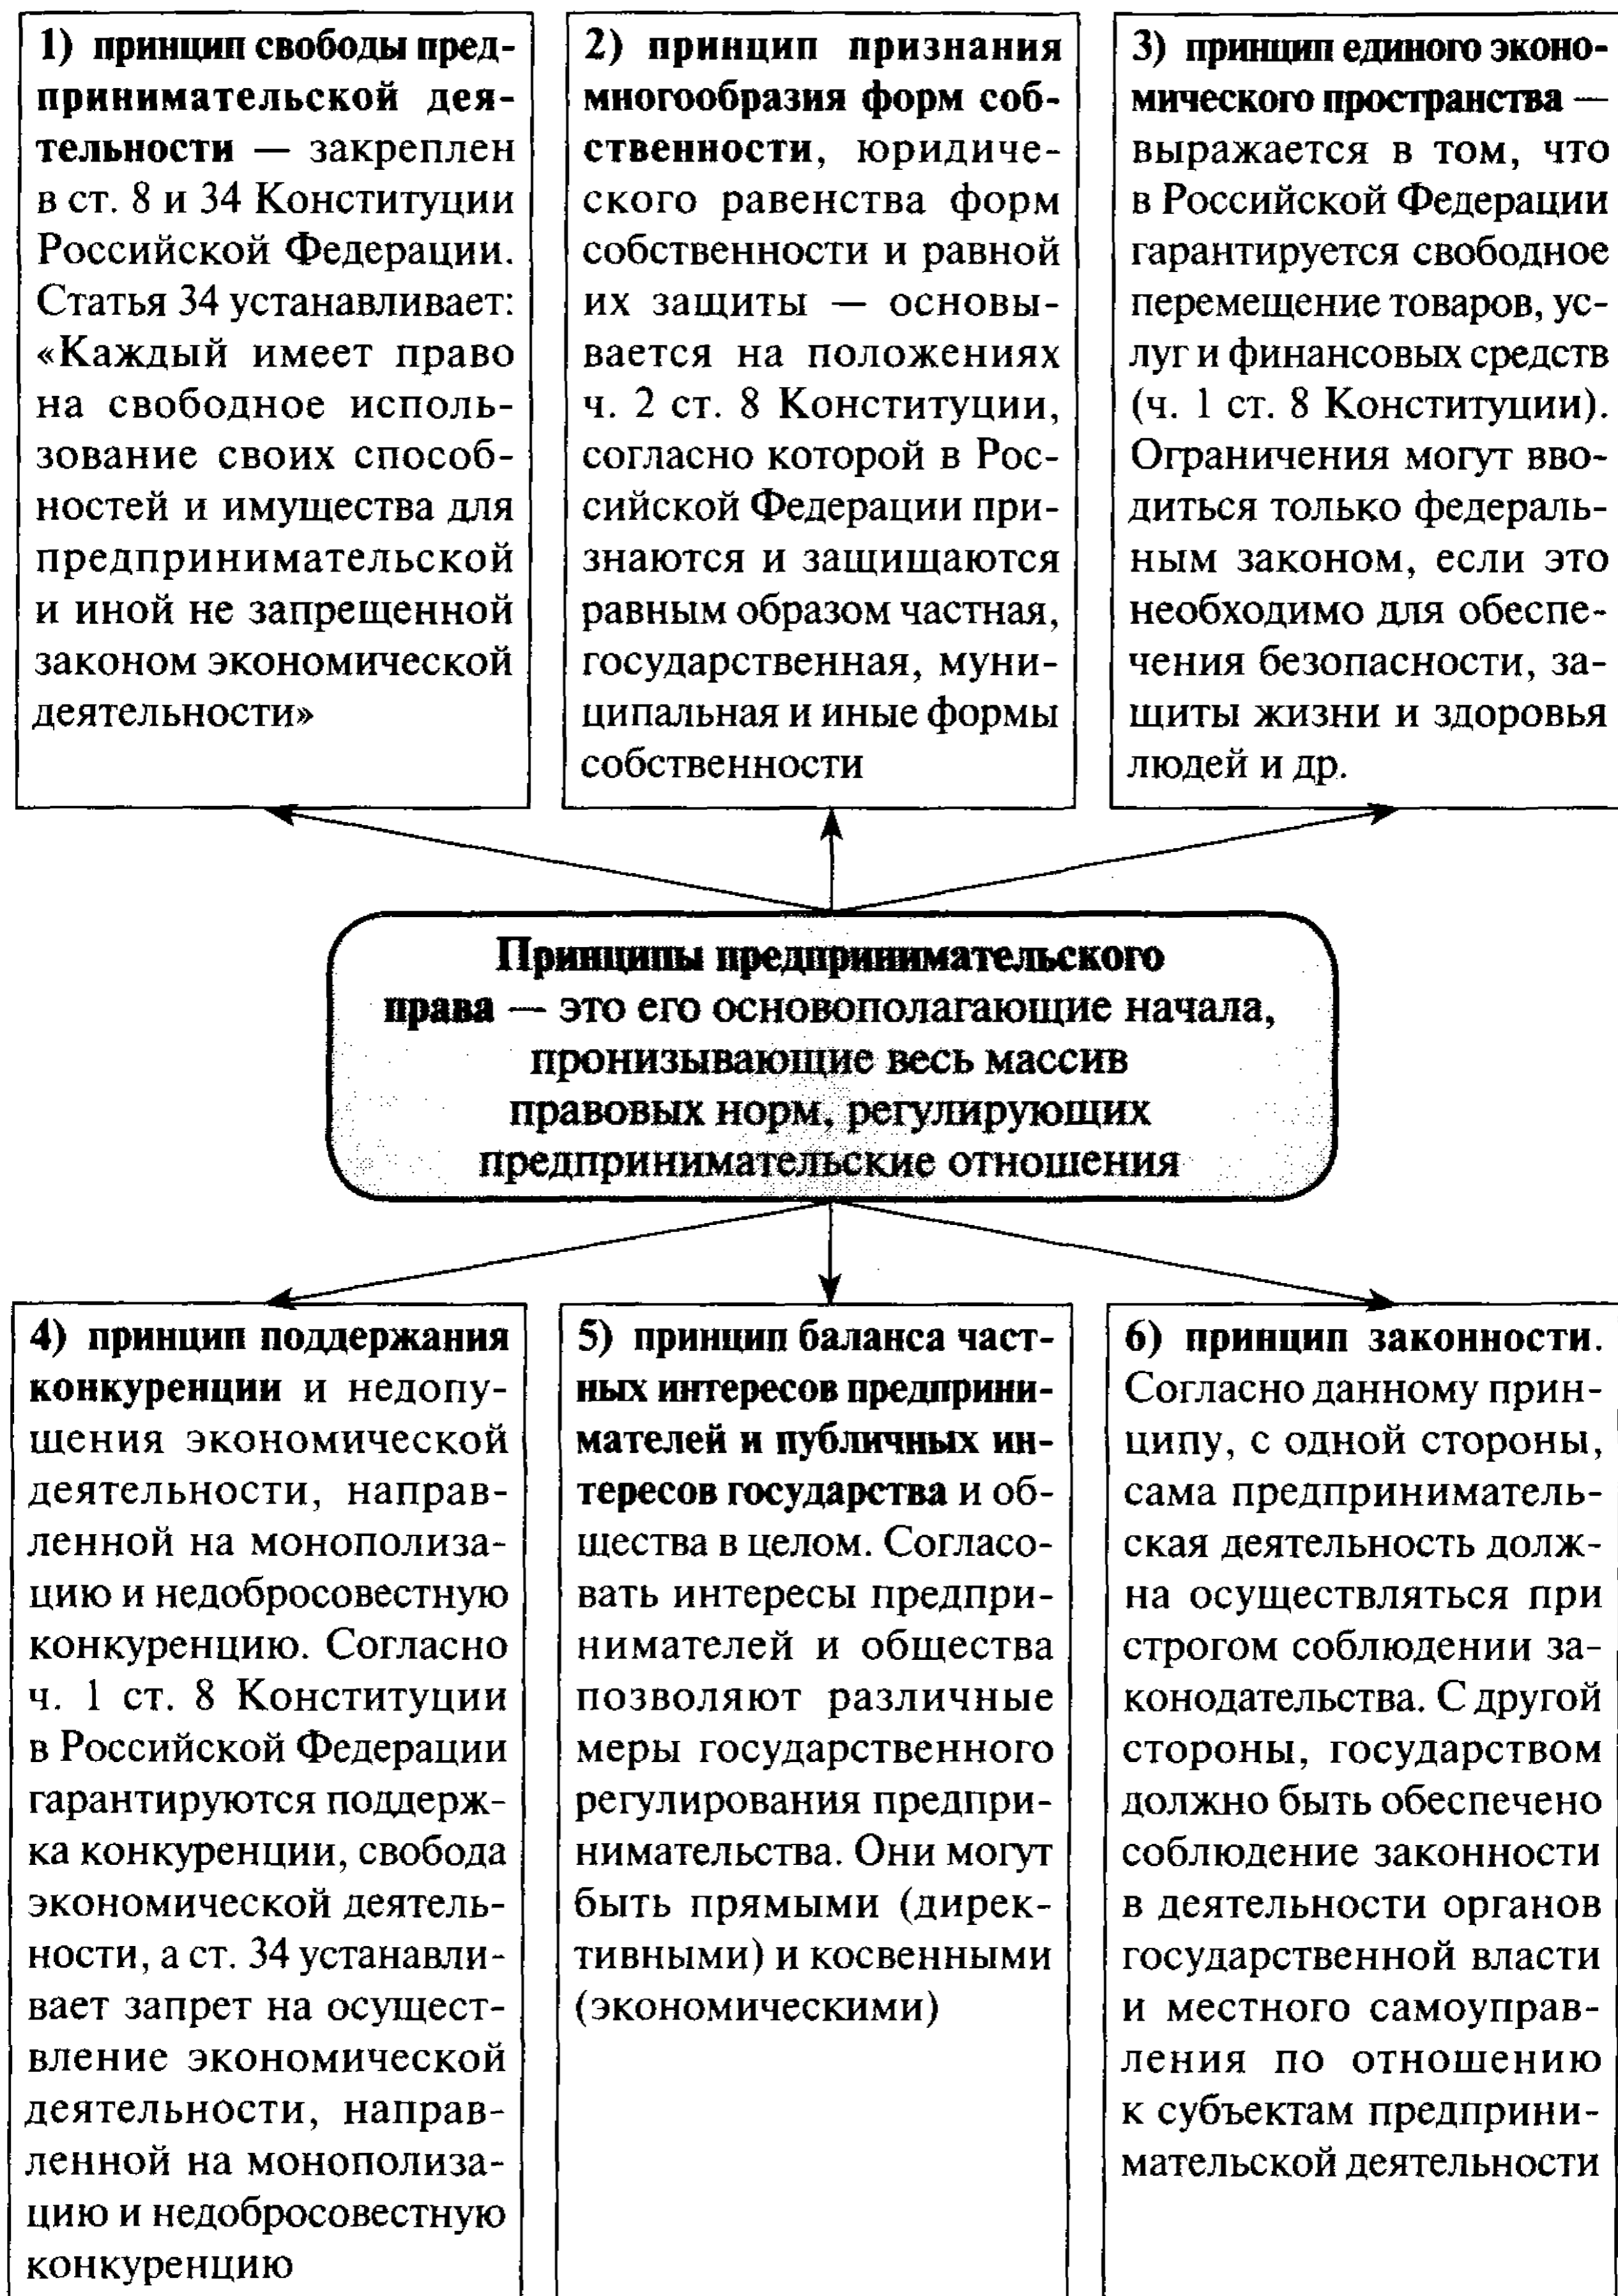 1) принцип свободы пред-
принимательской дея-
тельности — закреплен
в ст. 8 и 34 Конституции
Российской Федерации.
Статья 34 устанавливает:
«Каждый имеет право
на свободное исполь-
зование своих способ-
ностей и имущества для
предпринимательской
и иной не запрещенной
законом экономической
деятельности»
2) принцип признания
многообразия форм соб-
ственности, юридиче-
ского равенства форм
собственности и равной
их защиты — основы-
вается на положениях
ч. 2 ст. 8 Конституции,
согласно которой в Рос-
сийской Федерации при-
знаются и защищаются
равным образом частная,
государственная, муни-
ципальная и иные формы
собственности
3) принцип единого эконо-
мического пространства —
выражается в том, что
в Российской Федерации
гарантируется свободное
перемещение товаров, ус-
луг и финансовых средств
(ч. 1 ст. 8 Конституции).
Ограничения могут вво-
диться только федераль-
ным законом, если это
необходимо для обеспе-
чения безопасности, за-
щиты жизни и здоровья
людей и др.
Принципы предпринимательского
права — это его основополагающие начала,
пронизывающие весь массив
правовых норм, регулирующих
предпринимательские отношения
4) принцип поддержания
конкуренции и недопу-
щения экономической
деятельности, направ-
ленной на монополиза-
цию и недобросовестную
конкуренцию. Согласно
ч. 1 ст. 8 Конституции
в Российской Федерации
гарантируются поддерж-
ка конкуренции, свобода
экономической деятель-
ности, а ст. 34 устанавли-
вает запрет на осущест-
вление экономической
деятельности, направ-
ленной на монополиза-
цию и недобросовестную
конкуренцию
5) принцип баланса част-
ных интересов предприни-
мателей и публичных ин-
тересов государства и об-
щества в целом. Согласо-
вать интересы предпри-
нимателей и общества
позволяют различные
меры государственного
регулирования предпри-
нимательства. Они могут
быть прямыми (дирек-
тивными) и косвенными
(экономическими)
6) принцип законности.
Согласно данному прин-
ципу, с одной стороны,
сама предприниматель-
ская деятельность долж-
на осуществляться при
строгом соблюдении за-
конодательства. С другой
стороны, государством
должно быть обеспечено
соблюдение законности
в деятельности органов
государственной власти
и местного самоуправ-
ления по отношению
к субъектам предприни-
мательской деятельности